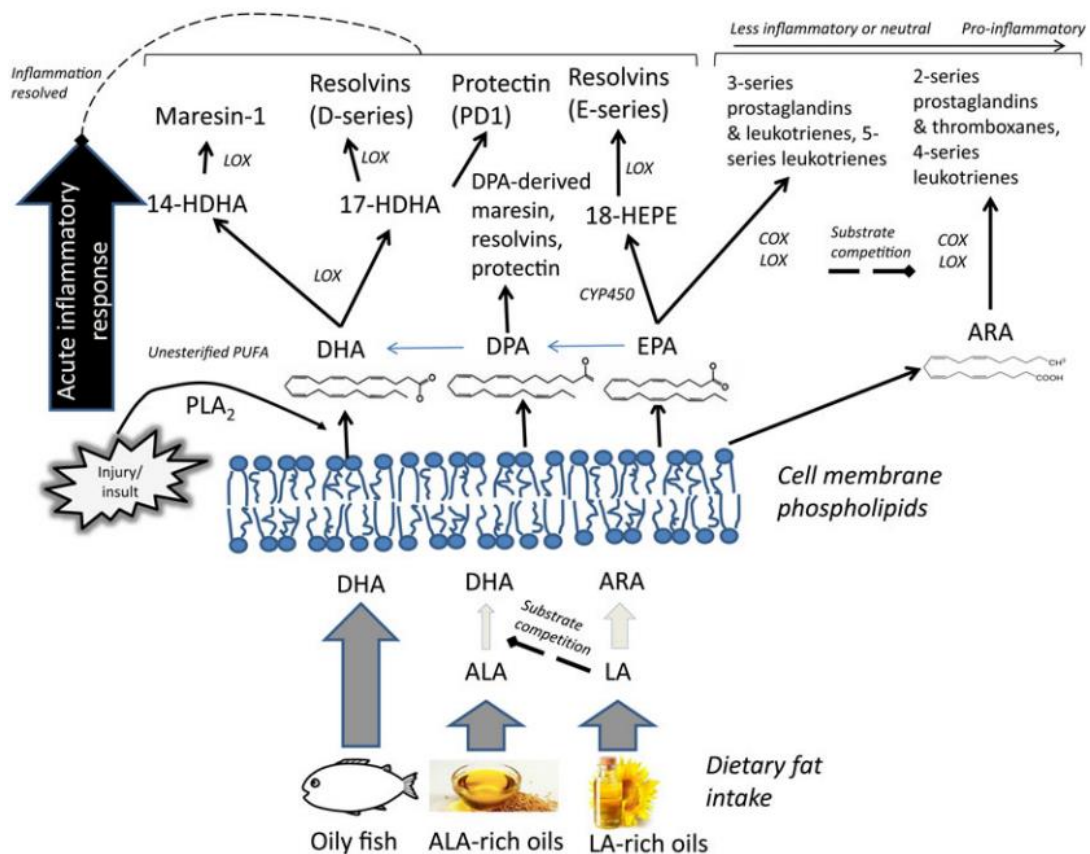 Less inflammatory or neutral
Pro-inflammatory
Inflammation
resolved
Maresin-1
LOX
14-HDHA
Resolvins
(D-series)
LOX
17-HDHA
Protectin
(PD1)
DPA-derived
maresin,
resolvins,
protectin
Resolvins
(E-series)
LOX
18-HEPE
3-series
prostaglandins
& leukotrienes, 5-
series leukotrienes
2-series
prostaglandins
& thromboxanes,
4-series
leukotrienes
Acute inflammatory
response
LOX
CYP450
COX
LOX
Substrate
competition
COX
LOX
Unesterified PUFA
DHA
DPA
EPA
ARA
O
O
O
O
O
CH³
COOH
PLA₂
Injury/
insult
Cell membrane
phospholipids
DHA
DHA
ARA
Substrate
competition
ALA
LA
Dietary fat
intake
Oily fish
ALA-rich oils
LA-rich oils